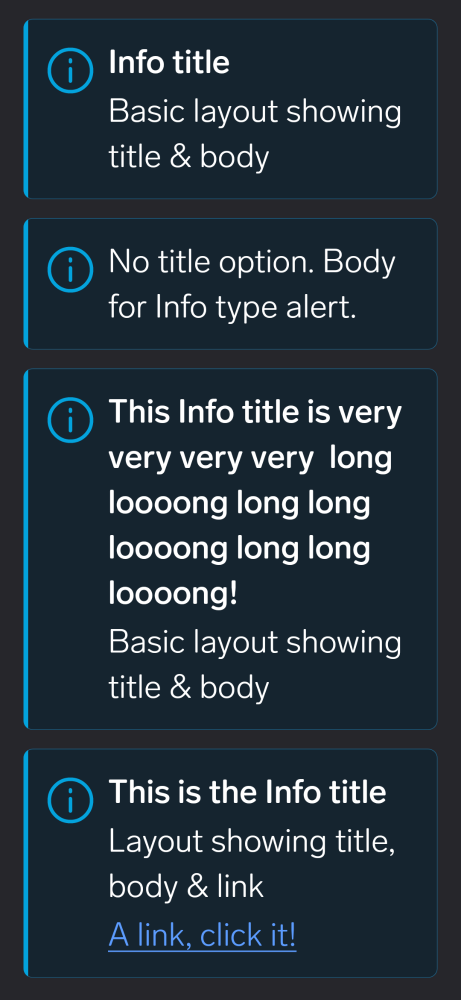 Info title
Basic layout showing
title & body
No title option. Body
for Info type alert.
This Info title is very
very very very  long
loooong long long
loooong long long
loooong!
Basic layout showing
title & body
This is the Info title
Layout showing title,
body & link
A link, click it!